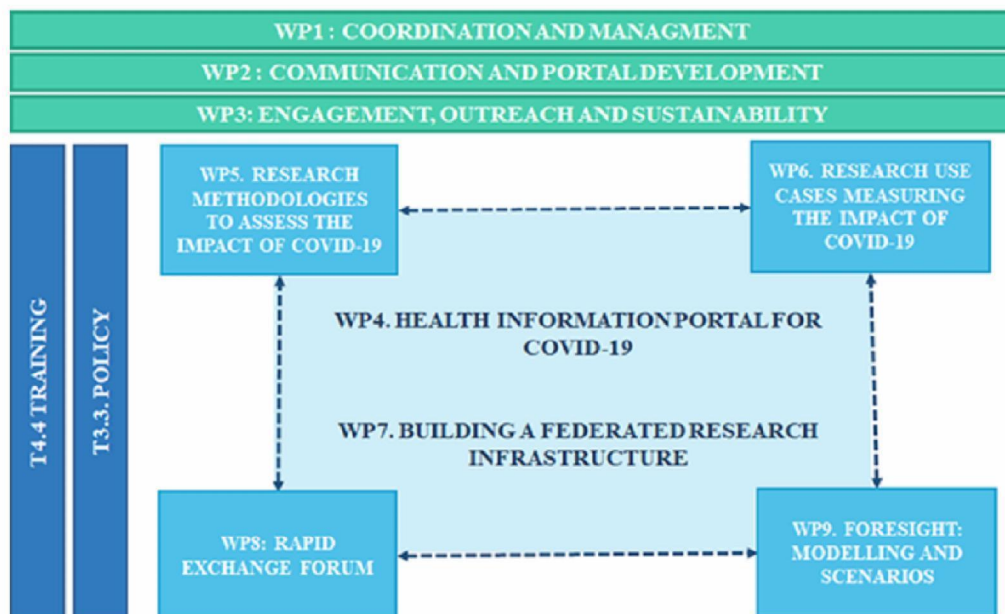 WP1 : COORDINATION AND MANAGMENT
WP2 : COMMUNICATION AND PORTAL DEVELOPMENT
WP3: ENGAGEMENT, OUTREACH AND SUSTAINABILITY
T4.4 TRAINING
T3.3. POLICY
WP5. RESEARCH
METHODOLOGIES
TO ASSESS THE
IMPACT OF COVID-19
WP6. RESEARCH USE
CASES MEASURING
THE IMPACT OF
COVID-19
WP4. HEALTH INFORMATION PORTAL FOR
COVID-19
WP7. BUILDING A FEDERATED RESEARCH
INFRASTRUCTURE
WP8: RAPID
EXCHANGE FORUM
WP9. FORESIGHT:
MODELLING AND
SCENARIOS